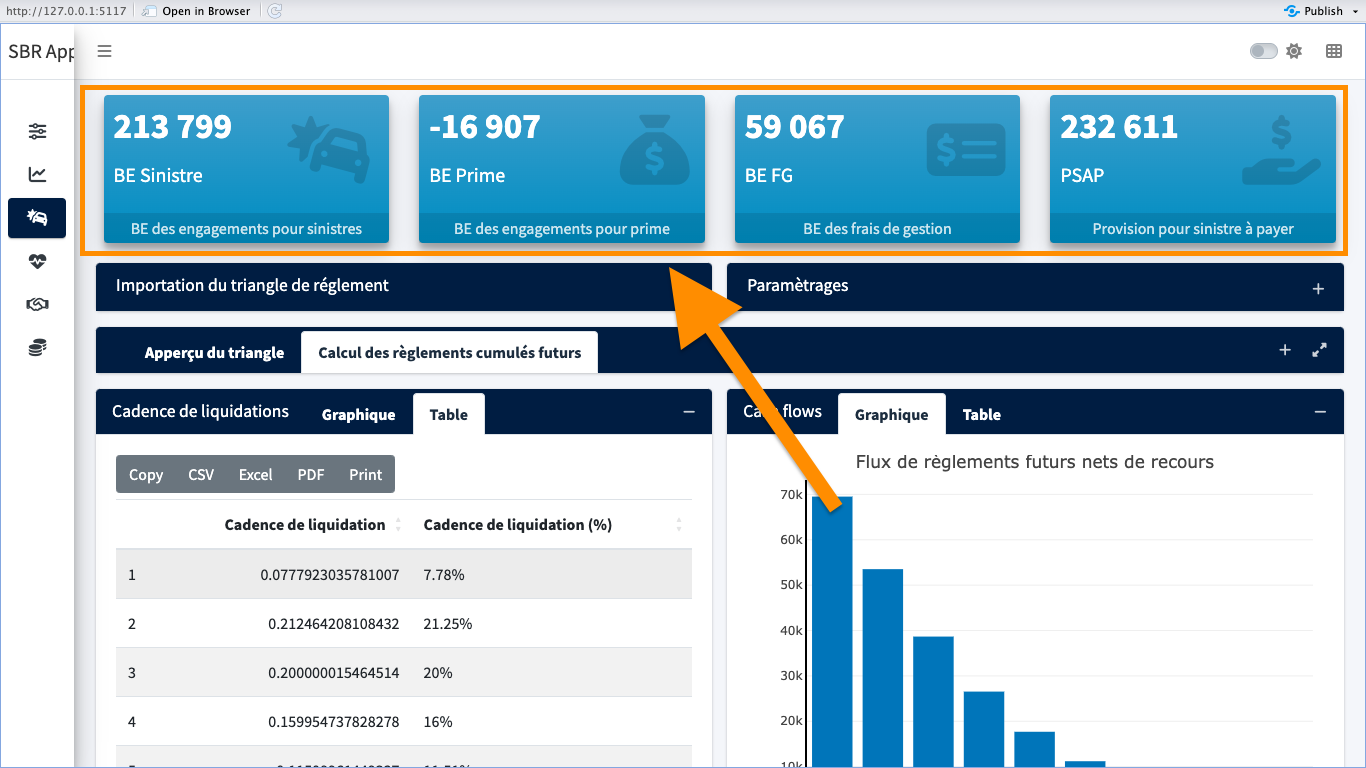 http://127.0.0.1:5117 Open in Browser Publish
SBR App
213 799
BE Sinistre
BE des engagements pour sinistres
-16 907
BE Prime
BE des engagements pour prime
59 067
BE FG
BE des frais de gestion
232 611
PSAP
Provision pour sinistre à payer
Importation du triangle de réglement
Paramètrages
Apperçu du triangle Calcul des règlements cumulés futurs
Cadence de liquidations Graphique Table
Copy CSV Excel PDF Print
Cadence de liquidation Cadence de liquidation (%)
1 0.0777923035781007 7.78%
2 0.212464208108432 21.25%
3 0.200000015464514 20%
4 0.159954737828278 16%
flows Graphique Table
Flux de règlements futurs nets de recours
70k
60k
50k
40k
30k
20k
10k